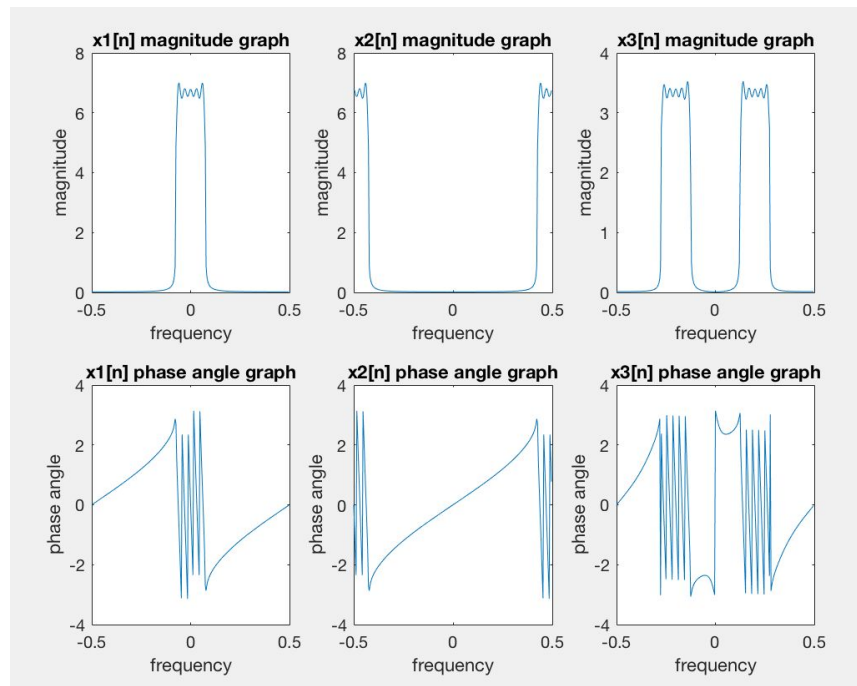 x1[n] magnitude graph
8
6
4
2
0
magnitude
-0.5 0 0.5
frequency
x2[n] magnitude graph
8
6
4
2
0
magnitude
-0.5 0 0.5
frequency
x3[n] magnitude graph
4
3
2
1
0
magnitude
-0.5 0 0.5
frequency
x1[n] phase angle graph
4
2
0
-2
-4
phase angle
-0.5 0 0.5
frequency
x2[n] phase angle graph
4
2
0
-2
-4
phase angle
-0.5 0 0.5
frequency
x3[n] phase angle graph
4
2
0
-2
-4
phase angle
-0.5 0 0.5
frequency